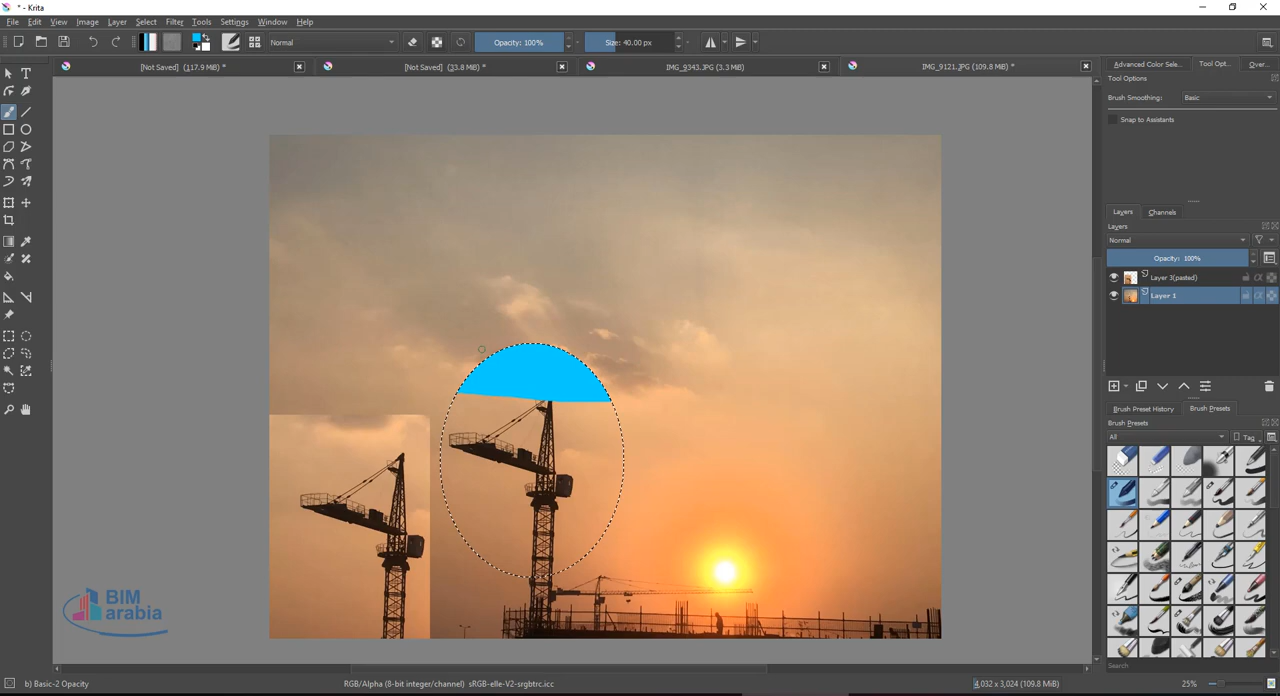 * - Krita
File Edit View Image Layer Select Filter Tools Settings Window Help
Normal Opacity: 100% Size: 40.00 px
[Not Saved] (117.9 MiB) * [Not Saved] (33.8 MiB) * IMG_9343.JPG (3.3 MiB) IMG_9121.JPG (109.8 MiB) *
Advanced Color Sele... Tool Opt... Over...
Tool Options
Brush Smoothing: Basic
Snap to Assistants
Layers Channels
Layers
Normal
Opacity: 100%
Layer 3(pasted)
Layer 1
Brush Preset History Brush Presets
Brush Presets
All Tag
Search
BIM
arabia
b) Basic-2 Opacity RGB/Alpha (8-bit integer/channel) sRGB-elle-V2-srgbtrc.icc 4,032 x 3,024 (109.8 MiB) 25%